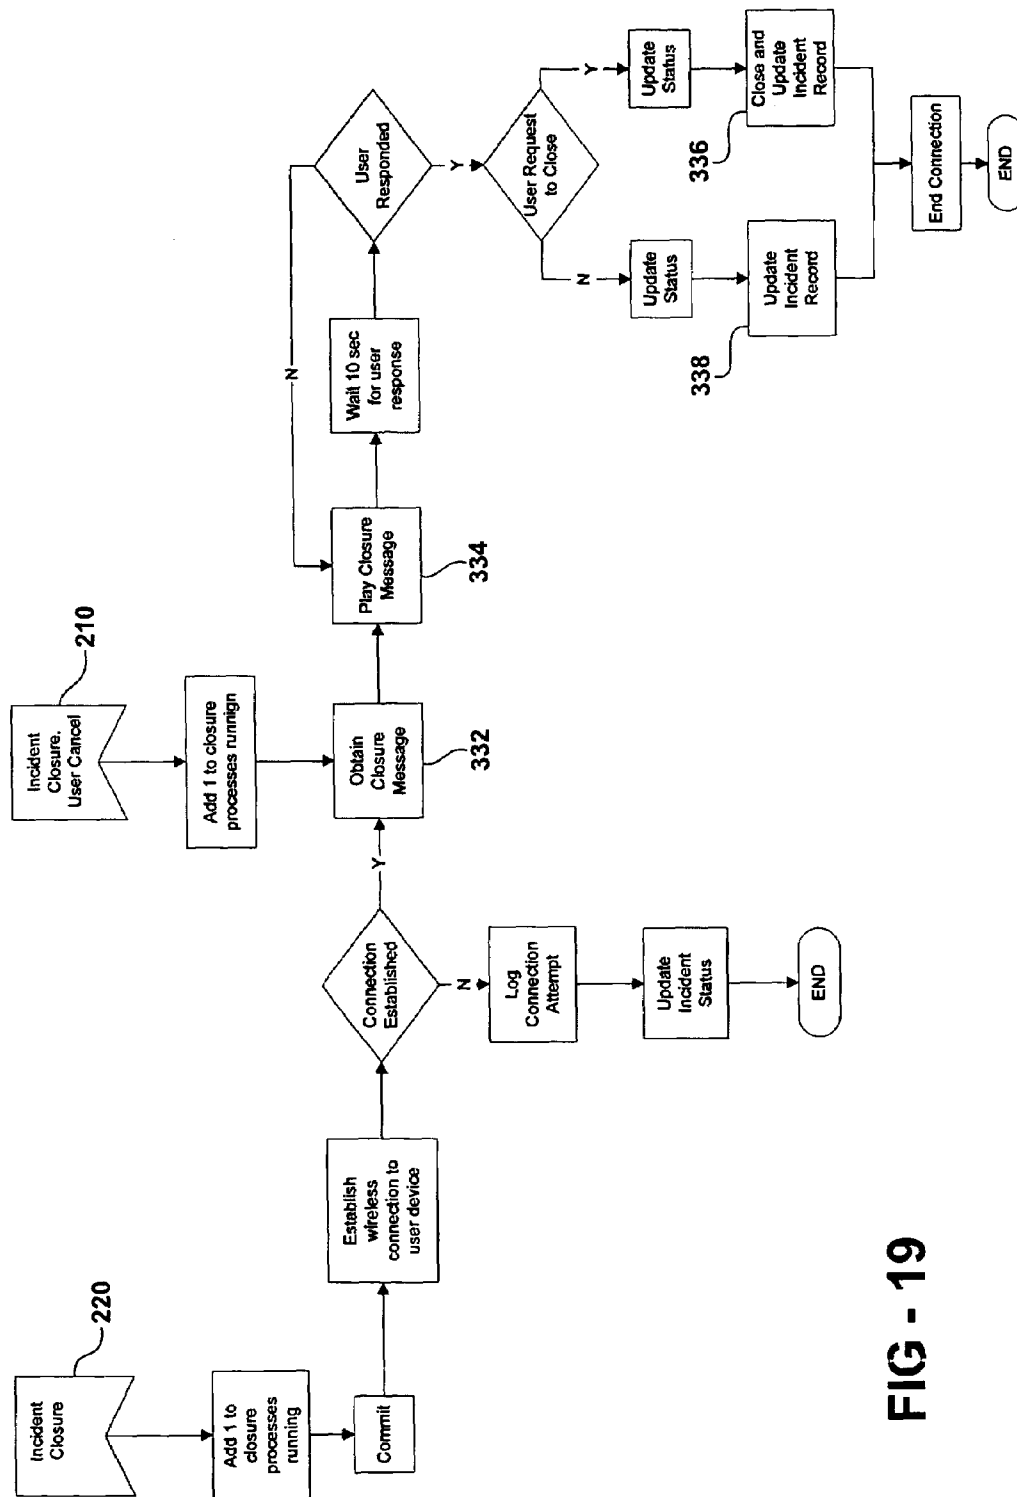 220
Incident
Closure
Add 1 to
closure
processes
running
Commit
Establish
wireless
connection to
user device
Connection
Established
N
Log
Connection
Attempt
Update
Incident
Status
END
Y
210
Incident
Closure.
User Cancel
Add 1 to closure
processes runnign
Obtain
Closure
Message
332
Play Closure
Message
334
Wait 10 sec
for user
response
User
Responded
N
Y
User Request
to Close
N
Update
Status
Update
Incident
Record
338
Y
Update
Status
Close and
Update
Incident
Record
336
End Connection
END
FIG - 19